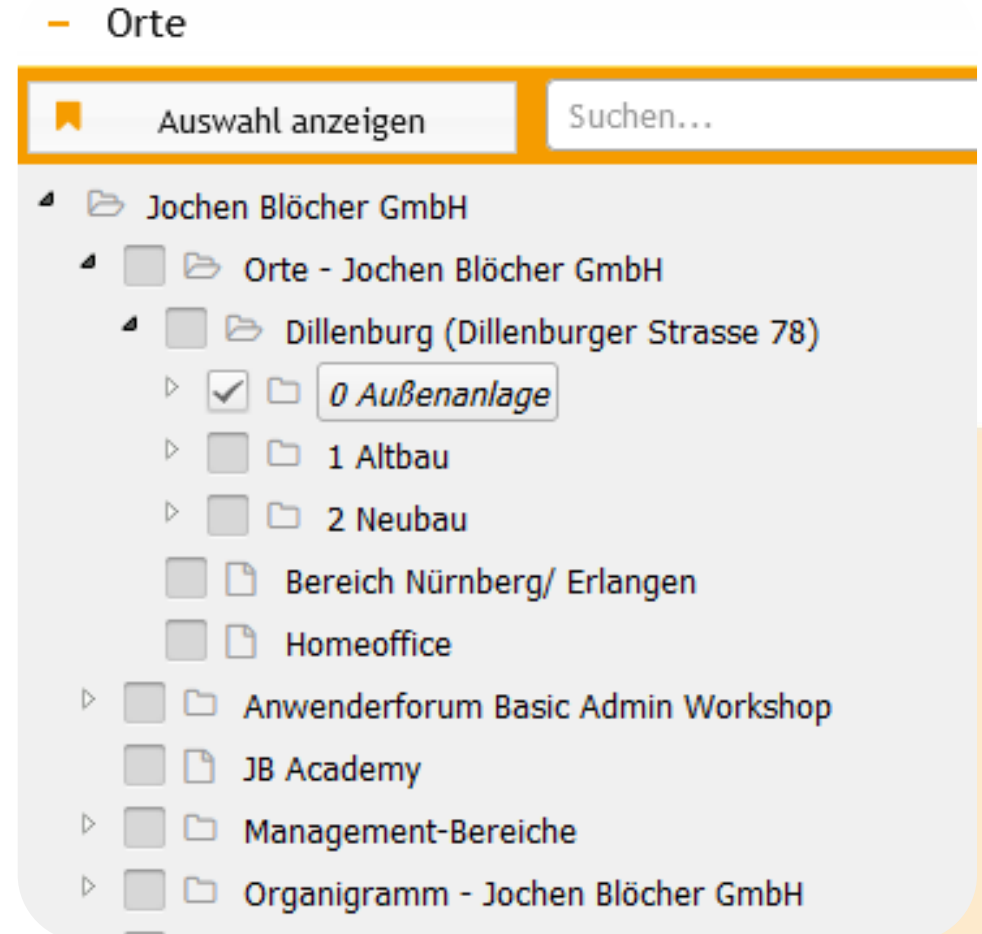 Orte
Auswahl anzeigen
Suchen...
Jochen Blöcher GmbH
Orte - Jochen Blöcher GmbH
Dillenburg (Dillenburger Strasse 78)
0 Außenanlage
1 Altbau
2 Neubau
Bereich Nürnberg/ Erlangen
Homeoffice
Anwenderforum Basic Admin Workshop
JB Academy
Management-Bereiche
Organigramm - Jochen Blöcher GmbH